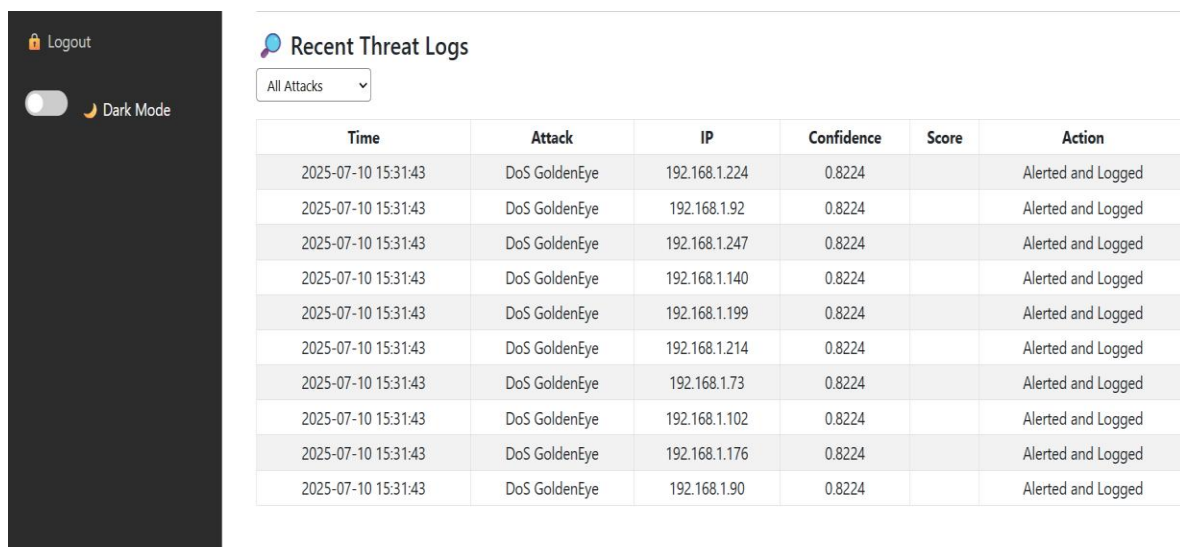 🔒 Logout
🌙 Dark Mode
🔎 Recent Threat Logs
All Attacks
Time Attack IP Confidence Score Action
2025-07-10 15:31:43 DoS GoldenEye 192.168.1.224 0.8224 Alerted and Logged
2025-07-10 15:31:43 DoS GoldenEye 192.168.1.92 0.8224 Alerted and Logged
2025-07-10 15:31:43 DoS GoldenEye 192.168.1.247 0.8224 Alerted and Logged
2025-07-10 15:31:43 DoS GoldenEye 192.168.1.140 0.8224 Alerted and Logged
2025-07-10 15:31:43 DoS GoldenEye 192.168.1.199 0.8224 Alerted and Logged
2025-07-10 15:31:43 DoS GoldenEye 192.168.1.214 0.8224 Alerted and Logged
2025-07-10 15:31:43 DoS GoldenEye 192.168.1.73 0.8224 Alerted and Logged
2025-07-10 15:31:43 DoS GoldenEye 192.168.1.102 0.8224 Alerted and Logged
2025-07-10 15:31:43 DoS GoldenEye 192.168.1.176 0.8224 Alerted and Logged
2025-07-10 15:31:43 DoS GoldenEye 192.168.1.90 0.8224 Alerted and Logged